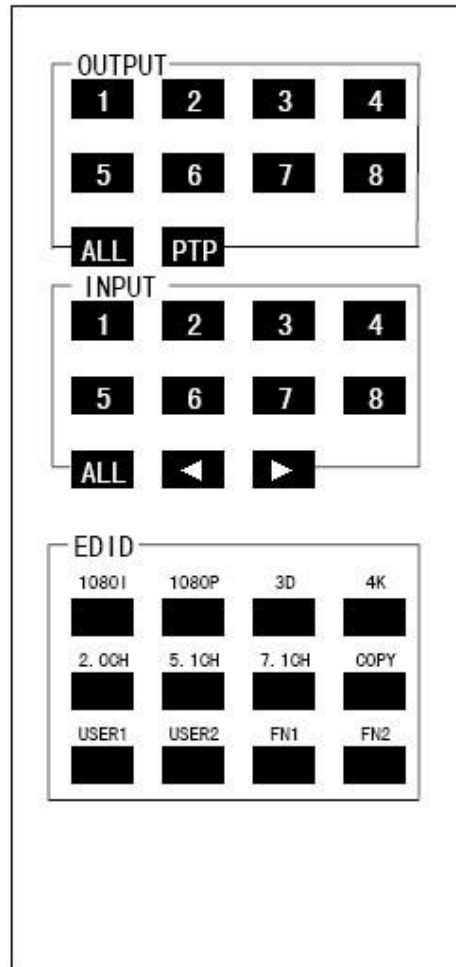 OUTPUT
1 2 3 4
5 6 7 8
ALL PTP
INPUT
1 2 3 4
5 6 7 8
ALL ◀ ▶
EDID
1080I 1080P 3D 4K
2.0CH 5.1CH 7.1CH COPY
USER1 USER2 FN1 FN2